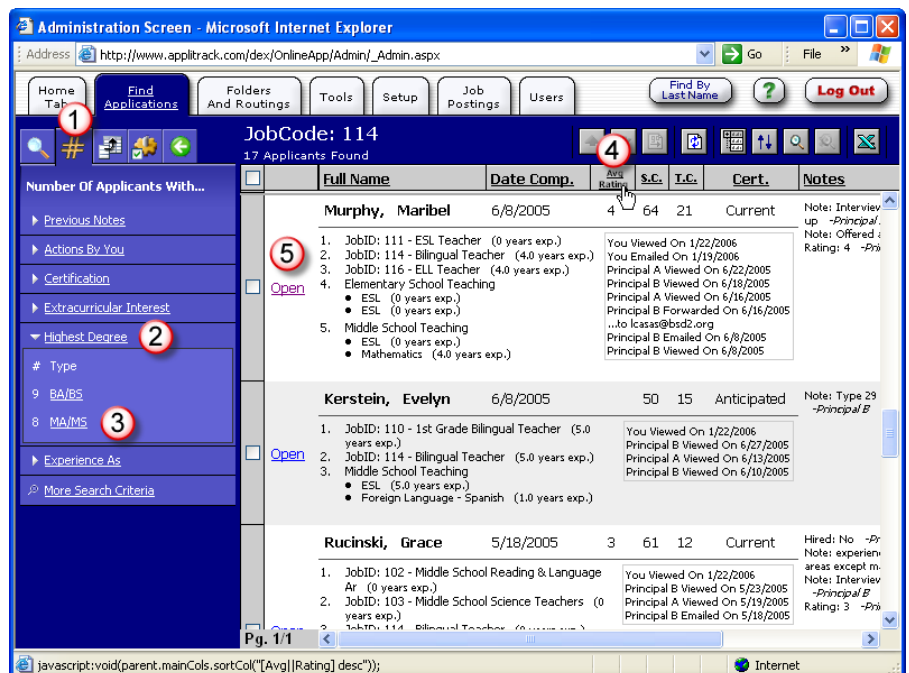 Administration Screen - Microsoft Internet Explorer
Address http://www.applitrack.com/dex/OnlineApp/Admin/_Admin.aspx Go File »
Home Tab
Find Applications
Folders And Routings
Tools
Setup
Job Postings
Users
Find By Last Name
?
Log Out
1
#
JobCode: 114
17 Applicants Found
4
Number Of Applicants With...
Previous Notes
Actions By You
Certification
Extracurricular Interest
Highest Degree 2
# Type
9 BA/BS
8 MA/MS 3
Experience As
More Search Criteria
Full Name Date Comp. Avg Rating S.C. T.C. Cert. Notes
Murphy, Maribel 6/8/2005 4 64 21 Current
5
Open
1. JobID: 111 - ESL Teacher (0 years exp.)
2. JobID: 114 - Bilingual Teacher (4.0 years exp.)
3. JobID: 116 - ELL Teacher (4.0 years exp.)
4. Elementary School Teaching
● ESL (0 years exp.)
● ESL (0 years exp.)
5. Middle School Teaching
● ESL (0 years exp.)
● Mathematics (4.0 years exp.)
You Viewed On 1/22/2006
You Emailed On 1/19/2006
Principal A Viewed On 6/22/2005
Principal B Viewed On 6/18/2005
Principal A Viewed On 6/16/2005
Principal B Forwarded On 6/16/2005
...to lcasas@bsd2.org
Principal B Emailed On 6/8/2005
Principal B Viewed On 6/8/2005
Note: Interview
up -Principal
Note: Offered
Rating: 4
Kerstein, Evelyn 6/8/2005 50 15 Anticipated
Open
1. JobID: 110 - 1st Grade Bilingual Teacher (5.0
years exp.)
2. JobID: 114 - Bilingual Teacher (5.0 years exp.)
3. Middle School Teaching
● ESL (5.0 years exp.)
● Foreign Language - Spanish (1.0 years exp.)
You Viewed On 1/22/2006
Principal B Viewed On 6/27/2005
Principal A Viewed On 6/13/2005
Principal B Viewed On 6/10/2005
Note: Type 29
-Principal B
Rucinski, Grace 5/18/2005 3 61 12 Current
1. JobID: 102 - Middle School Reading & Language
Ar (0 years exp.)
2. JobID: 103 - Middle School Science Teachers (0
years exp.)
You Viewed On 1/22/2006
Principal B Viewed On 5/23/2005
Principal A Viewed On 5/19/2005
Principal B Emailed On 5/18/2005
Hired: No
Note:
areas except
Note: Interview
-Principal B
Rating: 3
Pg. 1/1
javascript:void(parent.mainCols.sortCol("[Avg||Rating] desc")); Internet